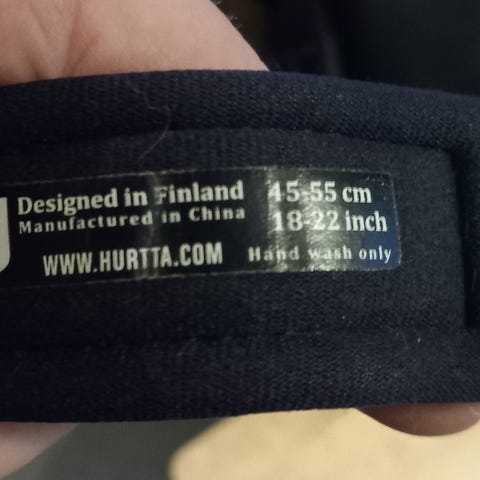 Designed in Finland
Manufactured in China
45-55 cm
18-22 inch
WWW.HURTTA.COM
Hand wash only